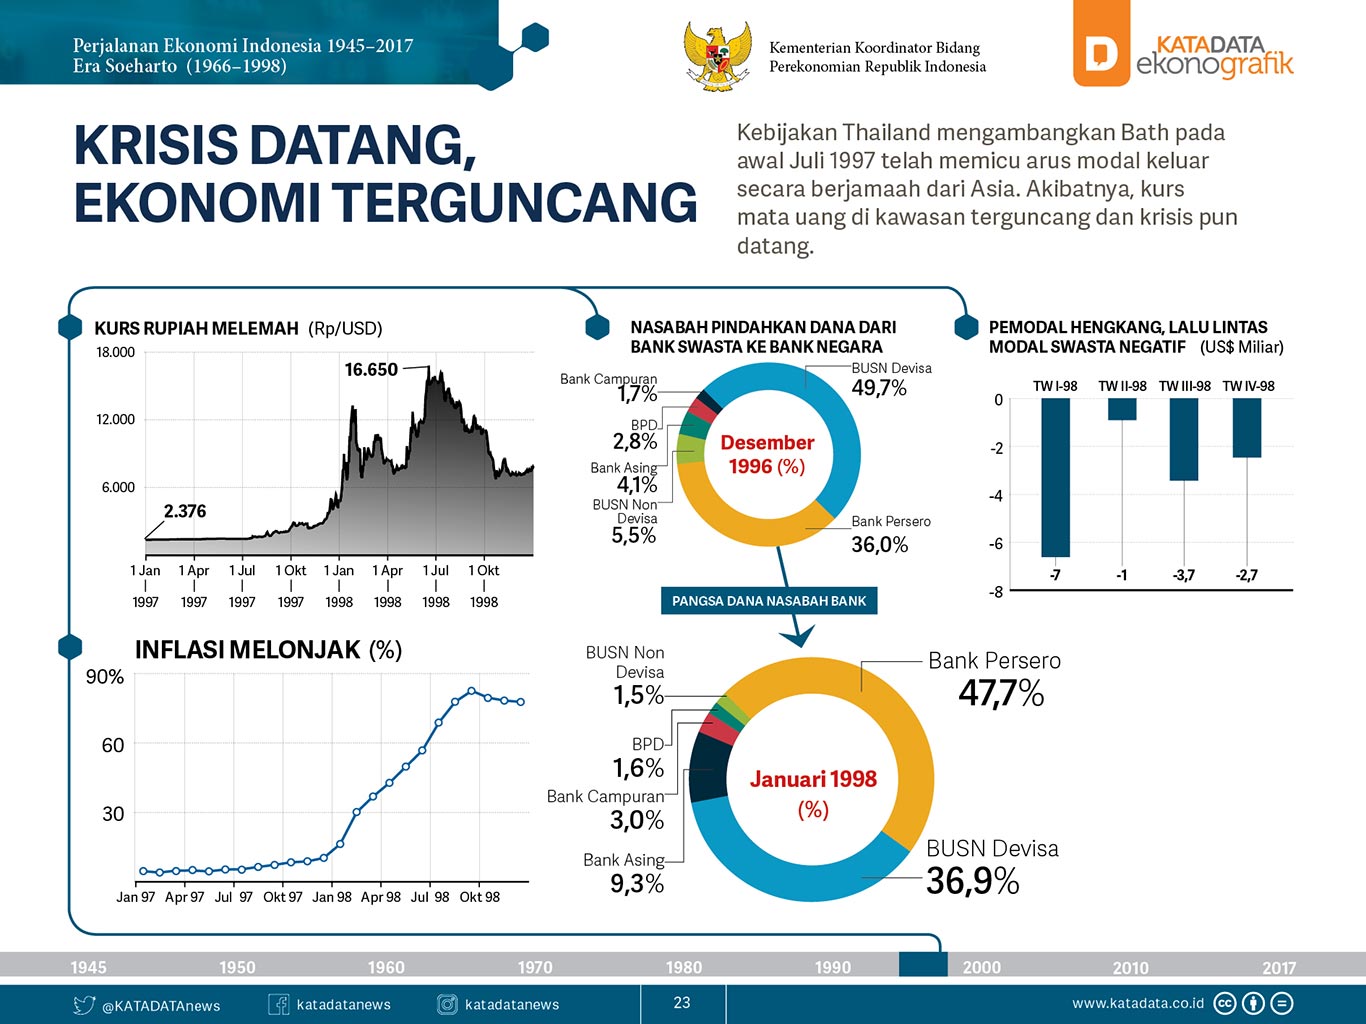 Perjalanan Ekonomi Indonesia 1945–2017
Era Soeharto (1966–1998)
Kementerian Koordinator Bidang
Perekonomian Republik Indonesia
D
KATADATA
ekonografik
KRISIS DATANG,
EKONOMI TERGUNCANG
Kebijakan Thailand mengambangkan Bath pada
awal Juli 1997 telah memicu arus modal keluar
secara berjamaah dari Asia. Akibatnya, kurs
mata uang di kawasan terguncang dan krisis pun
datang.
KURS RUPIAH MELEMAH (Rp/USD)
18.000
16.650
12.000
6.000
2.376
1 Jan 1 Apr 1 Jul 1 Okt 1 Jan 1 Apr 1 Jul 1 Okt
1997 1997 1997 1997 1998 1998 1998 1998
INFLASI MELONJAK (%)
90%
60
30
Jan 97 Apr 97 Jul 97 Okt 97 Jan 98 Apr 98 Jul 98 Okt 98
NASABAH PINDAHKAN DANA DARI
BANK SWASTA KE BANK NEGARA
Bank Campuran
1,7%
BPD
2,8%
Bank Asing
4,1%
BUSN Non
Devisa
5,5%
Desember
1996 (%)
BUSN Devisa
49,7%
Bank Persero
36,0%
PANGSA DANA NASABAH BANK
BUSN Non
Devisa
1,5%
BPD
1,6%
Bank Campuran
3,0%
Bank Asing
9,3%
Januari 1998
(%)
Bank Persero
47,7%
BUSN Devisa
36,9%
PEMODAL HENGKANG, LALU LINTAS
MODAL SWASTA NEGATIF (US$ Miliar)
TW I-98 TW II-98 TW III-98 TW IV-98
0
-2
-4
-6
-8
-7 -1 -3,7 -2,7
1945 1950 1960 1970 1980 1990 2000 2010 2017
@KATADATAnews
katadatanews
katadatanews
23
www.katadata.co.id
cc